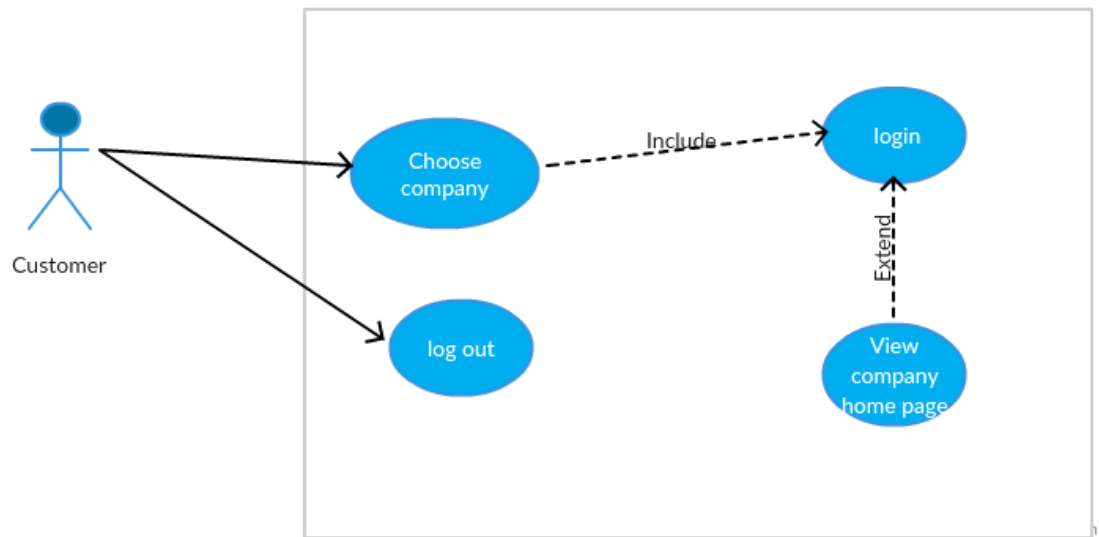 Customer
Choose
company
Include
login
Extend
log out
View
company
home page